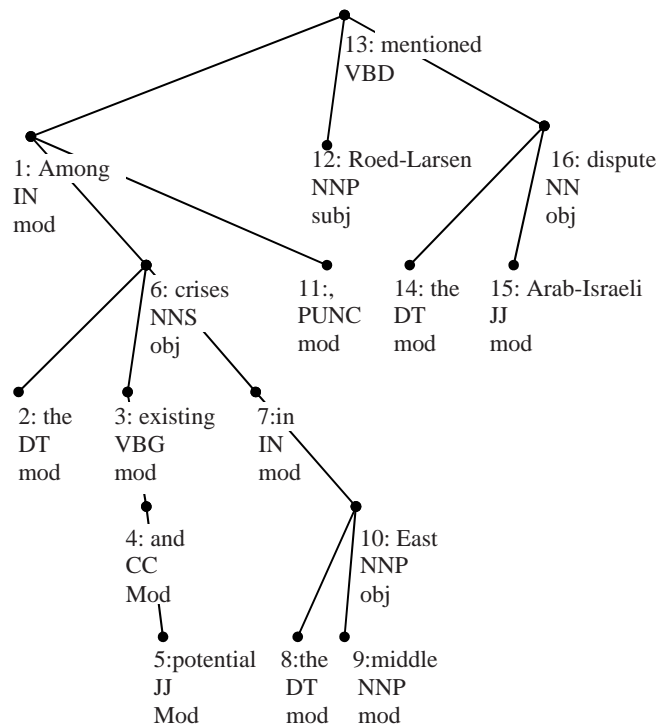 13: mentioned
VBD
1: Among
IN
mod
12: Roed-Larsen
NNP
subj
16: dispute
NN
obj
6: crises
NNS
obj
11:,
PUNC
mod
14: the
DT
mod
15: Arab-Israeli
JJ
mod
2: the
DT
mod
3: existing
VBG
mod
7:in
IN
mod
4: and
CC
Mod
10: East
NNP
obj
5:potential
JJ
Mod
8:the
DT
mod
9:middle
NNP
mod